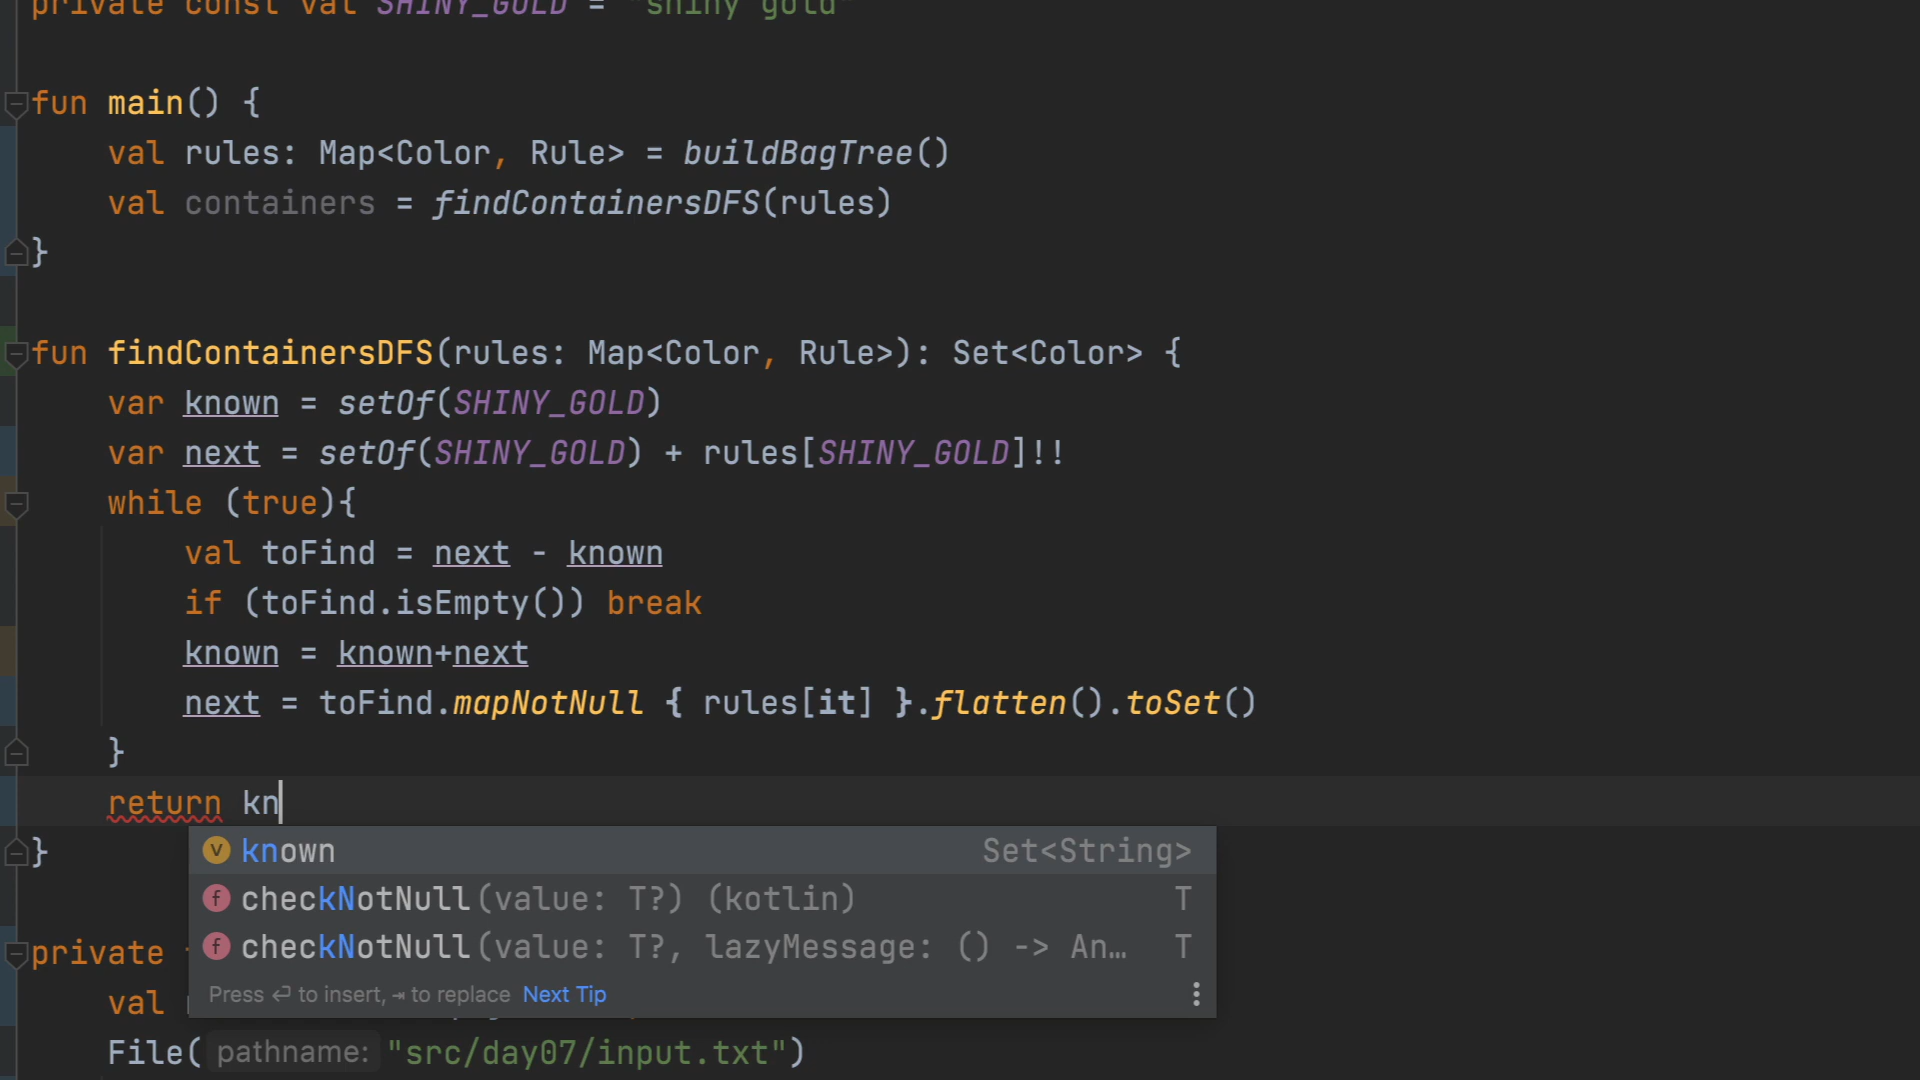 private const val SHINY_GOLD = "shiny gold"
fun main() {
val rules: Map<Color, Rule> = buildBagTree()
val containers = findContainersDFS(rules)
}
fun findContainersDFS(rules: Map<Color, Rule>): Set<Color> {
var known = setOf(SHINY_GOLD)
var next = setOf(SHINY_GOLD) + rules[SHINY_GOLD]!!
while (true){
val toFind = next - known
if (toFind.isEmpty()) break
known = known+next
next = toFind.mapNotNull { rules[it] }.flatten().toSet()
}
return kn
}
known Set<String>
checkNotNull(value: T?) (kotlin) T
checkNotNull(value: T?, lazyMessage: () -> An… T
Press ↵ to insert, ⇥ to replace Next Tip
private
val
File( pathname: "src/day07/input.txt")